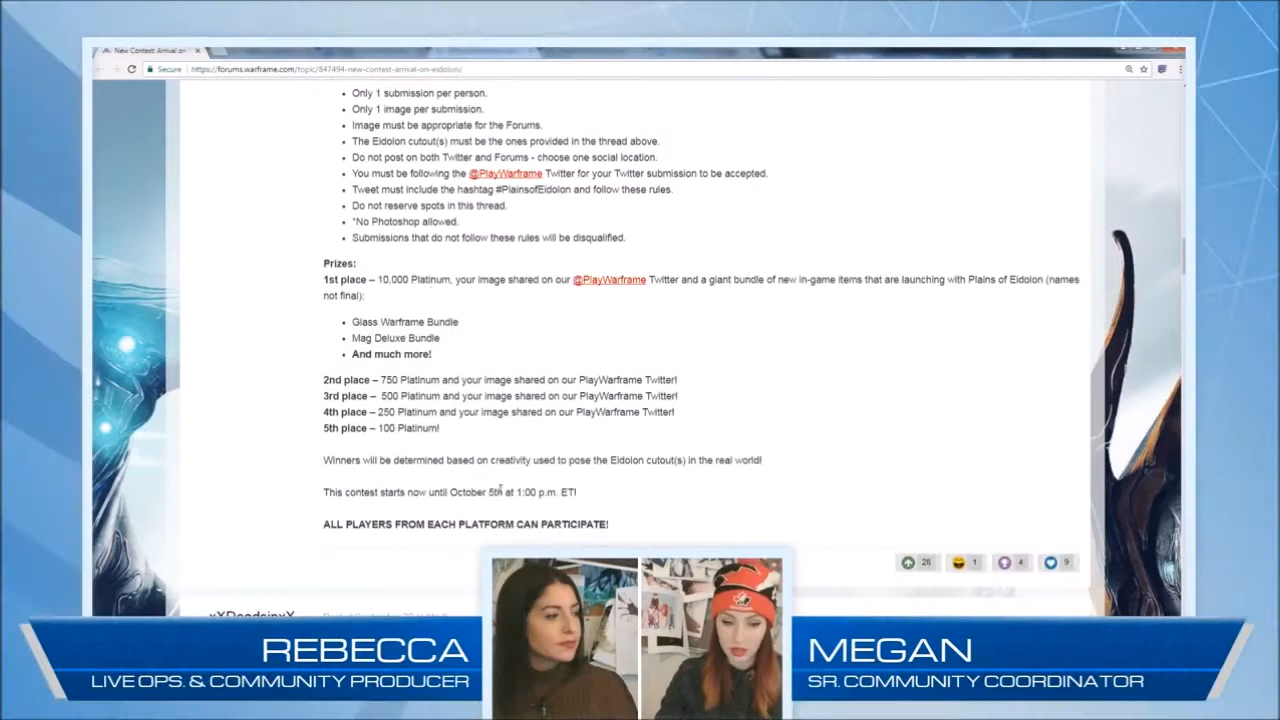 New Contest: Arrival on
Secure
https://forums.warframe.com/topic/847494-new-contest-arrival-on-eidolon/
Only 1 submission per person.
Only 1 image per submission.
Image must be appropriate for the Forums.
The Eidolon cutout(s) must be the ones provided in the thread above.
Do not post on both Twitter and Forums - choose one social location.
You must be following the @PlayWarframe Twitter for your Twitter submission to be accepted.
Tweet must include the hashtag #PlainsofEidolon and follow these rules.
Do not reserve spots in this thread.
*No Photoshop allowed.
Submissions that do not follow these rules will be disqualified.
Prizes:
1st place – 10,000 Platinum, your image shared on our @PlayWarframe Twitter and a giant bundle of new in-game items that are launching with Plains of Eidolon (names
not final):
Glass Warframe Bundle
Mag Deluxe Bundle
And much more!
2nd place – 750 Platinum and your image shared on our PlayWarframe Twitter!
3rd place – 500 Platinum and your image shared on our PlayWarframe Twitter!
4th place – 250 Platinum and your image shared on our PlayWarframe Twitter!
5th place – 100 Platinum!
Winners will be determined based on creativity used to pose the Eidolon cutout(s) in the real world!
This contest starts now until October 5th at 1:00 p.m. ET!
ALL PLAYERS FROM EACH PLATFORM CAN PARTICIPATE!
28 1 4 9
REBECCA
LIVE OPS. & COMMUNITY PRODUCER
MEGAN
SR. COMMUNITY COORDINATOR